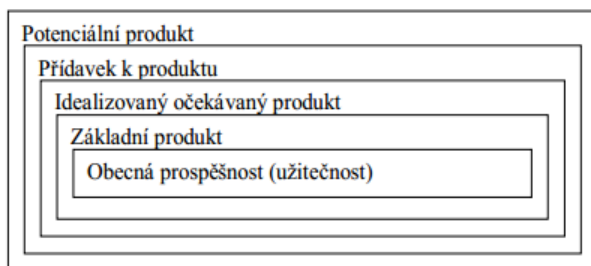 Potenciální produkt
Přídavek k produktu
Idealizovaný očekávaný produkt
Základní produkt
Obecná prospěšnost (užitečnost)